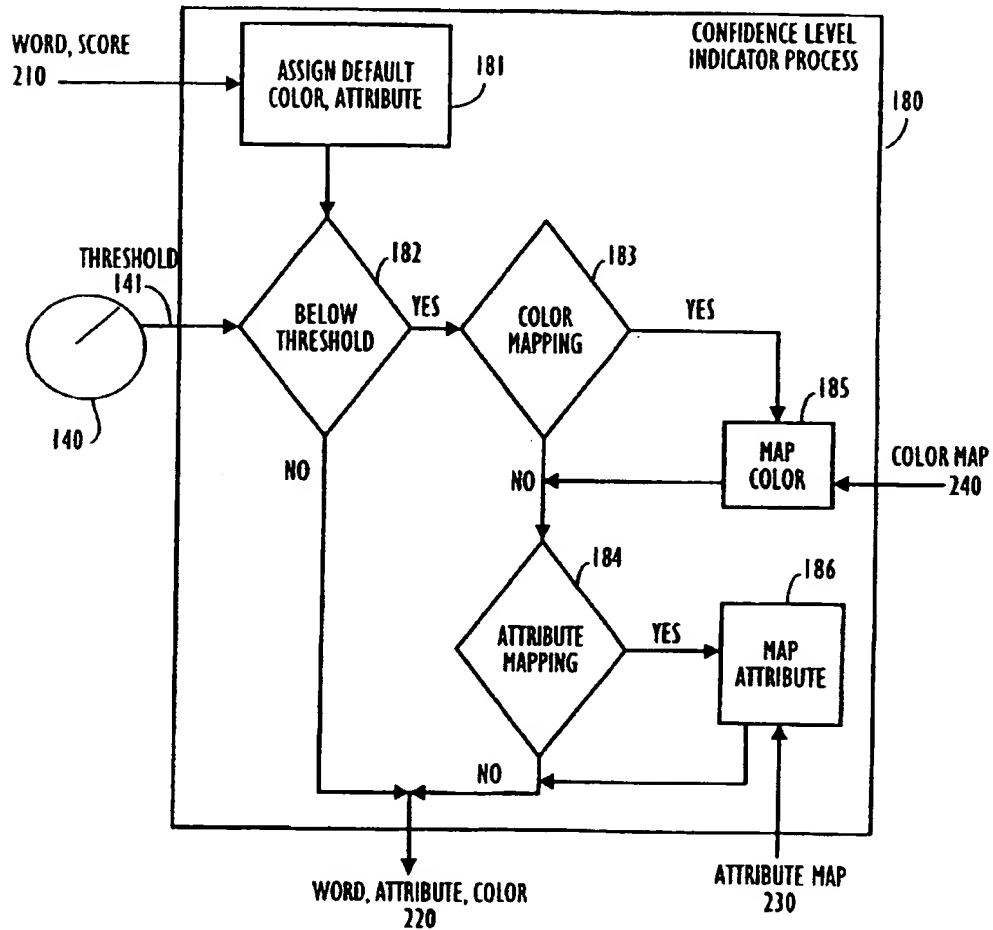 CONFIDENCE LEVEL
INDICATOR PROCESS
WORD, SCORE
210
ASSIGN DEFAULT
COLOR, ATTRIBUTE
181
180
THRESHOLD
141
182
BELOW
THRESHOLD
YES
183
COLOR
MAPPING
YES
140
NO
NO
185
MAP
COLOR
COLOR MAP
240
184
ATTRIBUTE
MAPPING
YES
186
MAP
ATTRIBUTE
NO
WORD, ATTRIBUTE, COLOR
220
ATTRIBUTE MAP
230